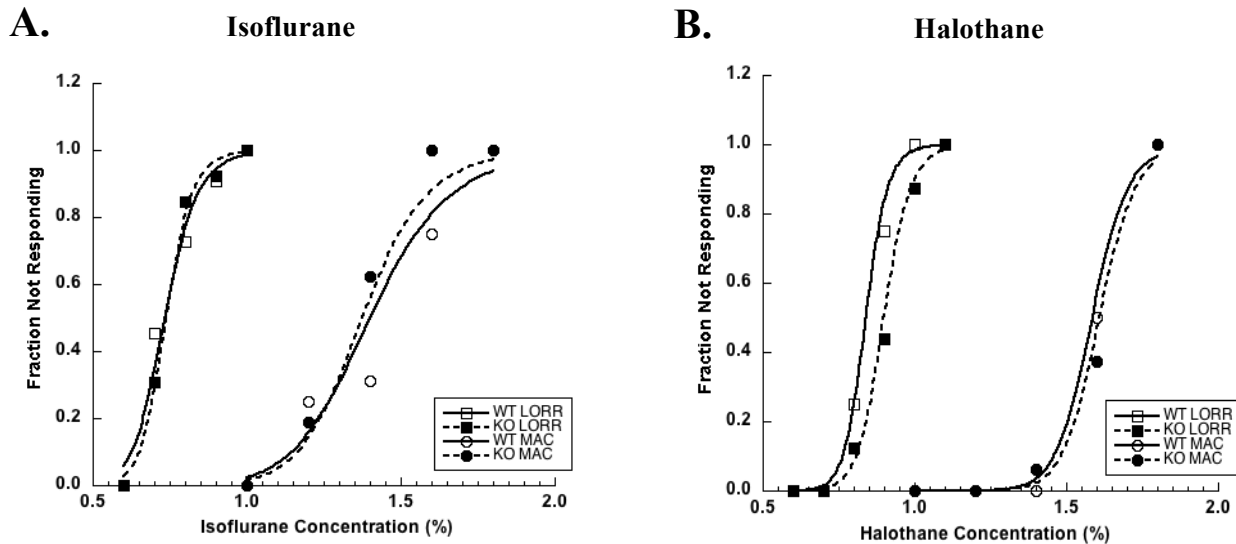 A.
Isoflurane
1.2
1.0
0.8
0.6
0.4
0.2
0.0
Fraction Not Responding
WT LORR
KO LORR
WT MAC
KO MAC
0.5
1.0
1.5
2.0
Isoflurane Concentration (%)
B.
Halothane
1.2
1.0
0.8
0.6
0.4
0.2
0.0
Fraction Not Responding
WT LORR
KO LORR
WT MAC
KO MAC
0.5
1.0
1.5
2.0
Halothane Concentration (%)